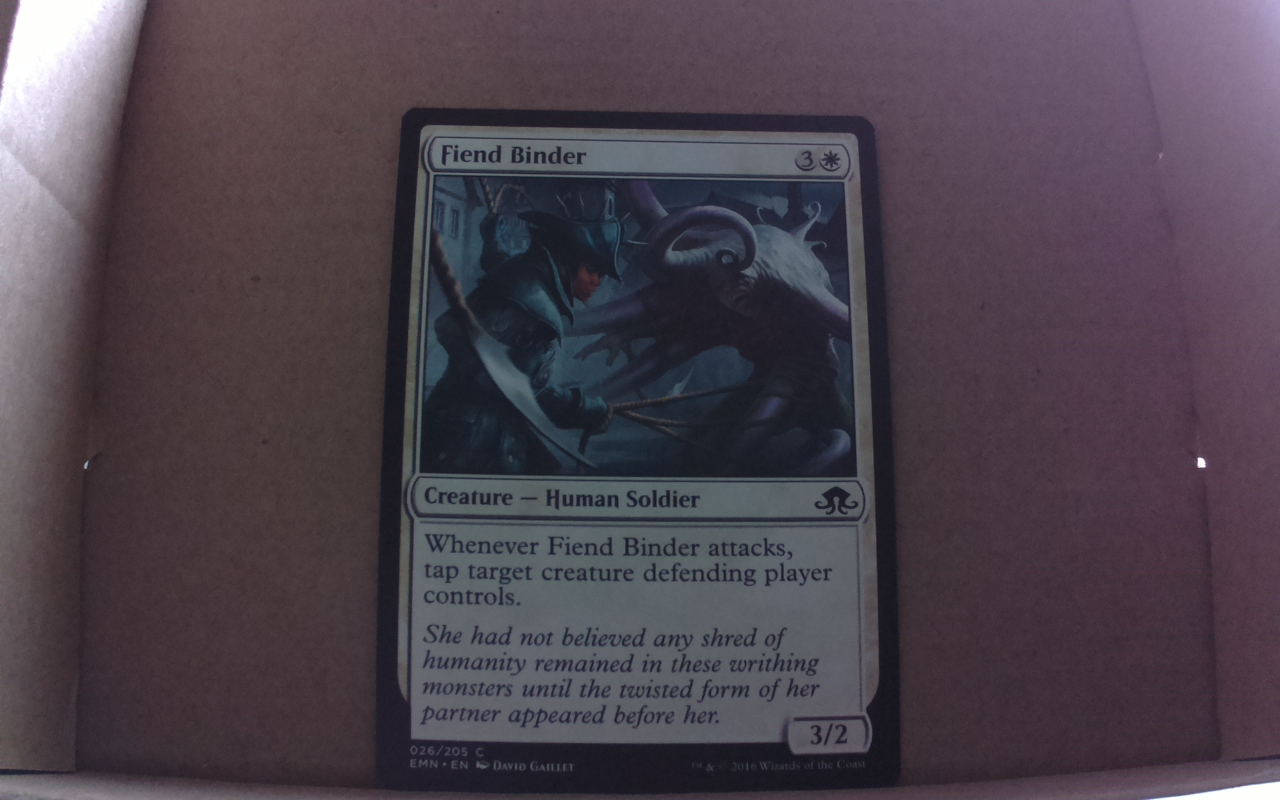 Fiend Binder 3
Creature — Human Soldier
Whenever Fiend Binder attacks,
tap target creature defending player
controls.
She had not believed any shred of
humanity remained in these writhing
monsters until the twisted form of her
partner appeared before her.
3/2
026/205 C
EMN • EN DAVID GAILLET ™ & © 2016 Wizards of the Coast